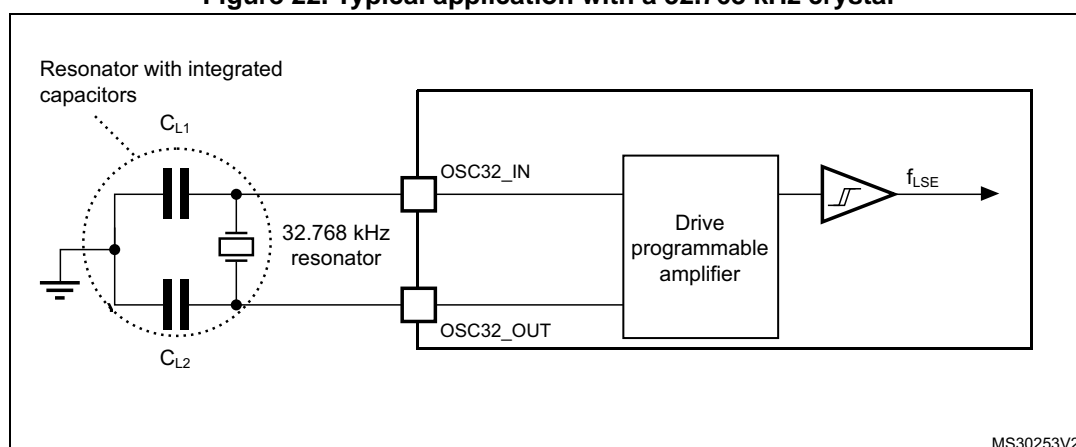 Figure 22. Typical application with a 32.768 kHz crystal
Resonator with integrated
capacitors
CL1
OSC32_IN
fLSE
Drive
programmable
amplifier
32.768 kHz
resonator
OSC32_OUT
CL2
MS30253V2